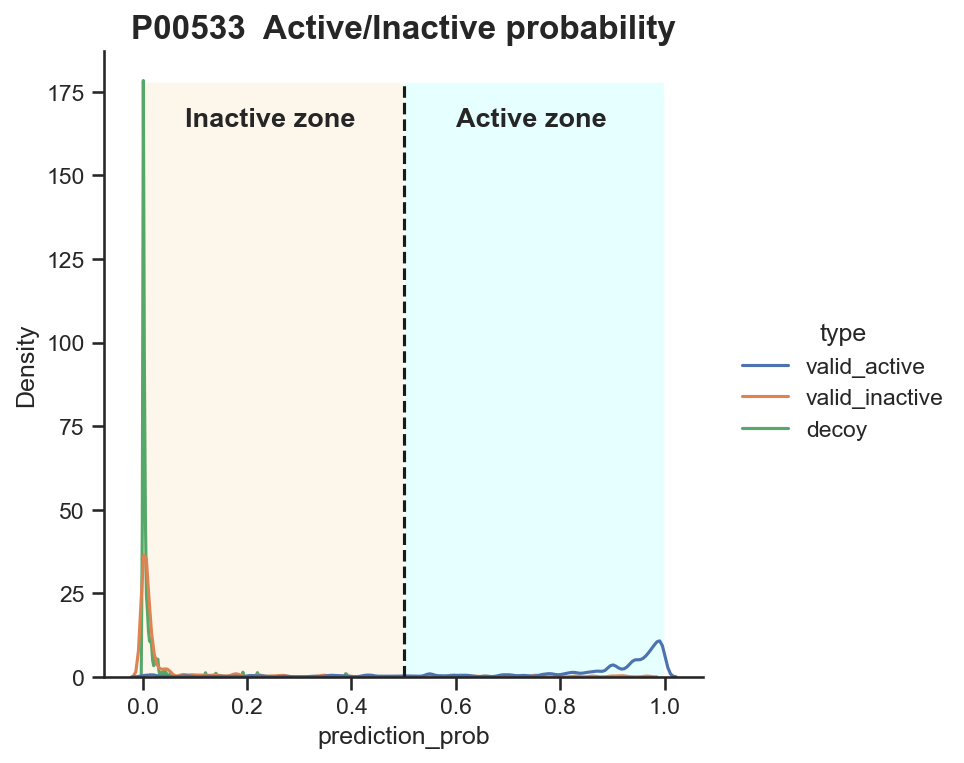 P00533  Active/Inactive probability
Inactive zone
Active zone
175
150
125
100
75
50
25
0
Density
0.0
0.2
0.4
0.6
0.8
1.0
prediction_prob
type
valid_active
valid_inactive
decoy